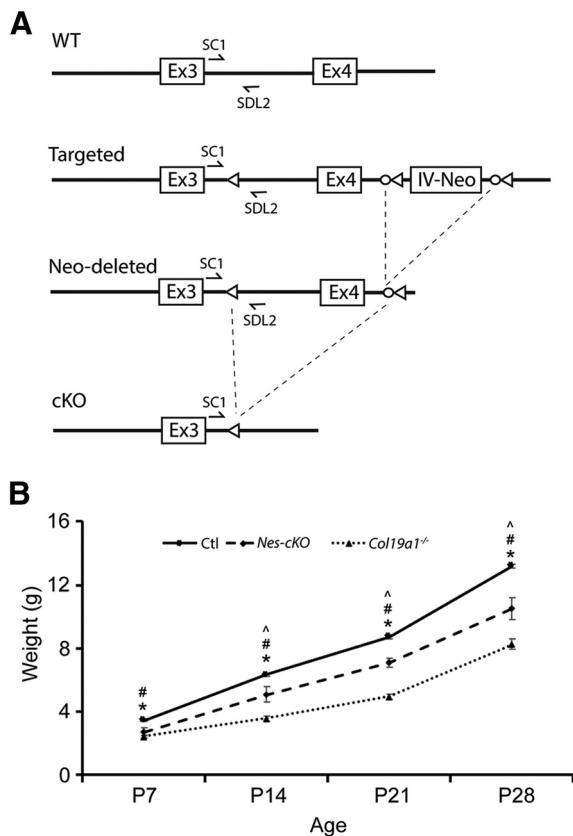 A
WT
Ex3
SC1
SDL2
Ex4
Targeted
Ex3
SC1
SDL2
Ex4
IV-Neo
Neo-deleted
Ex3
SC1
SDL2
Ex4
cKO
Ex3
SC1
B
Weight (g)
16
12
8
4
0
Ctl Nes-cKO Col19a1-/-
#
*
^
#
*
^
#
*
^
#
*
P7 P14 P21 P28
Age